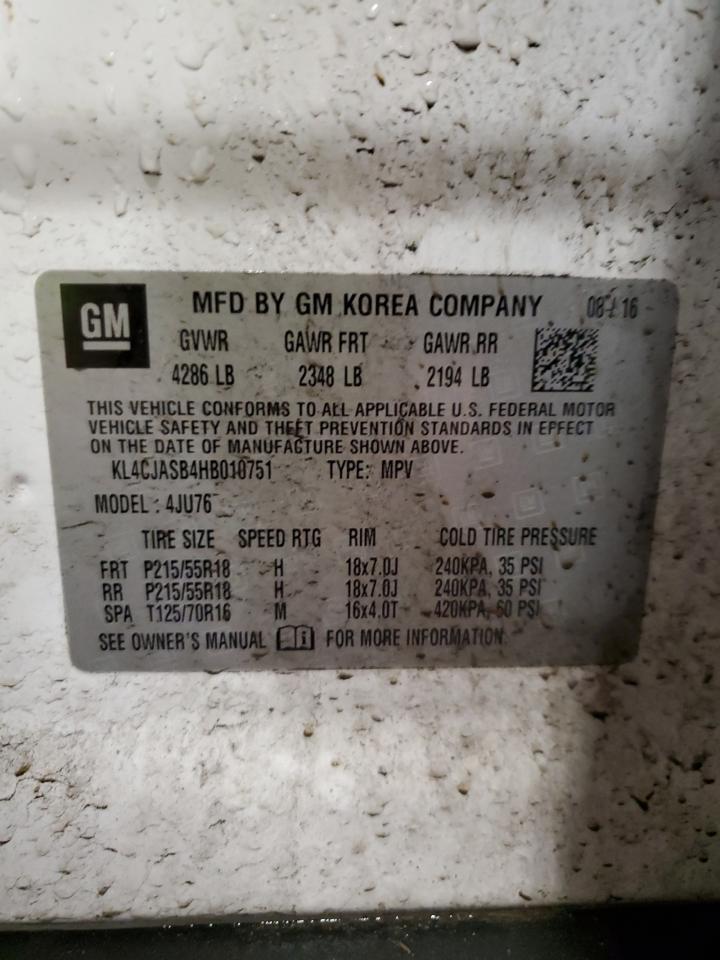 GM
MFD BY GM KOREA COMPANY 08 / 16
GVWR GAWR FRT GAWR RR
4286 LB 2348 LB 2194 LB
THIS VEHICLE CONFORMS TO ALL APPLICABLE U.S. FEDERAL MOTOR
VEHICLE SAFETY AND THEFT PREVENTION STANDARDS IN EFFECT
ON THE DATE OF MANUFACTURE SHOWN ABOVE.
KL4CJASB4HB010751 TYPE: MPV
MODEL : 4JU76
TIRE SIZE SPEED RTG RIM COLD TIRE PRESSURE
FRT P215/55R18 H 18x7.0J 240KPA, 35 PSI
RR P215/55R18 H 18x7.0J 240KPA, 35 PSI
SPA T125/70R16 M 16x4.0T 420KPA, 60 PSI
SEE OWNER'S MANUAL FOR MORE INFORMATION.